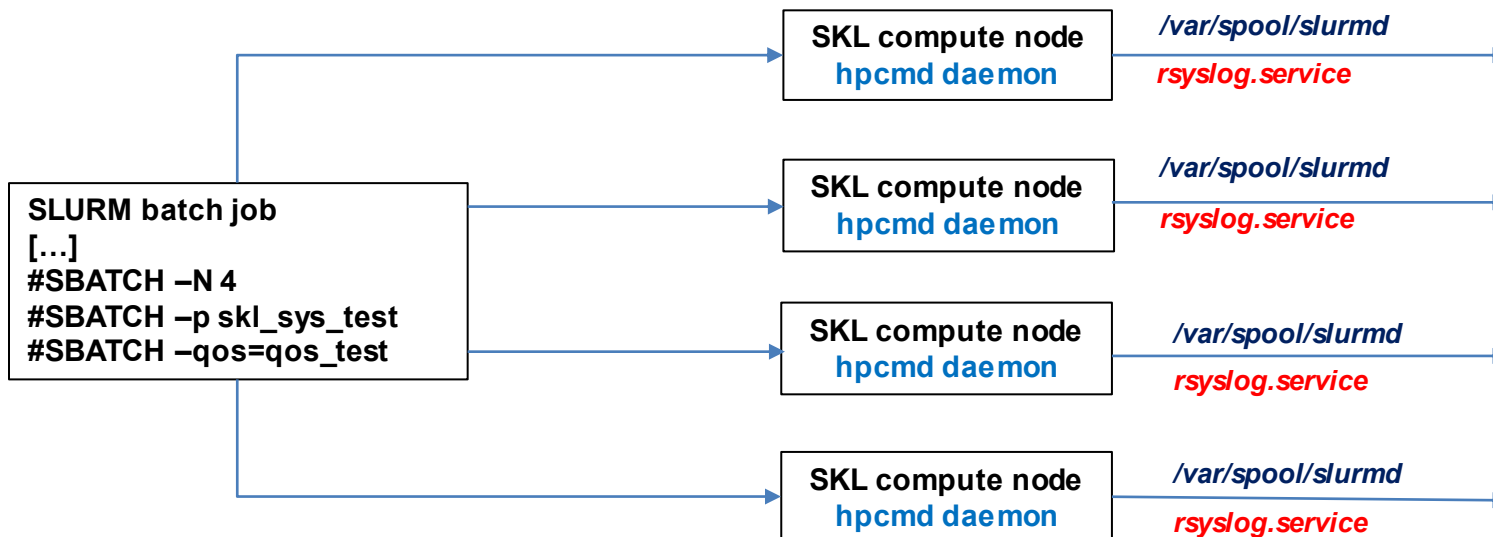 SKL compute node
hpcmd daemon
/var/spool/slurmd
rsyslog.service
SKL compute node
hpcmd daemon
/var/spool/slurmd
rsyslog.service
SLURM batch job
[…]
#SBATCH –N 4
#SBATCH –p skl_sys_test
#SBATCH –qos=qos_test
SKL compute node
hpcmd daemon
/var/spool/slurmd
rsyslog.service
SKL compute node
hpcmd daemon
/var/spool/slurmd
rsyslog.service